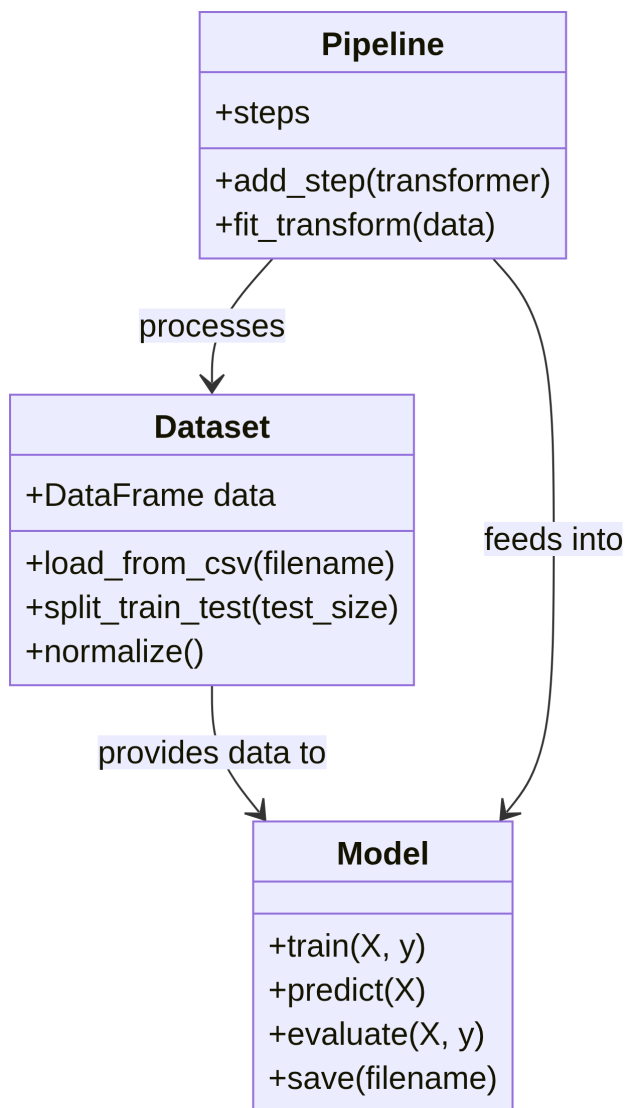 Pipeline
+steps
+add_step(transformer)
+fit_transform(data)
processes
Dataset
+DataFrame data
+load_from_csv(filename)
+split_train_test(test_size)
+normalize()
feeds into
provides data to
Model
+train(X, y)
+predict(X)
+evaluate(X, y)
+save(filename)